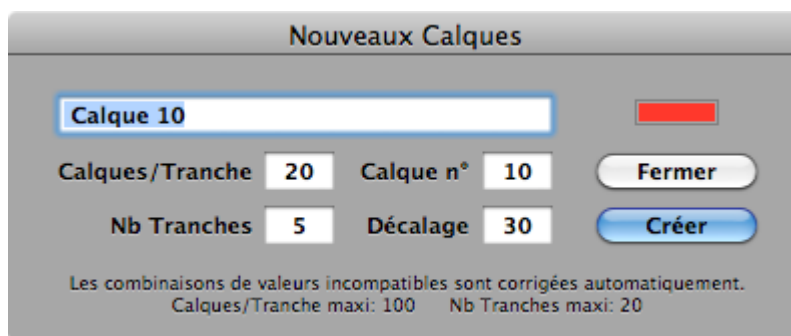 Nouveaux Calques
Calque 10
Calques/Tranche 20 Calque n° 10 Fermer
Nb Tranches 5 Décalage 30 Créer
Les combinaisons de valeurs incompatibles sont corrigées automatiquement.
Calques/Tranche maxi: 100 Nb Tranches maxi: 20